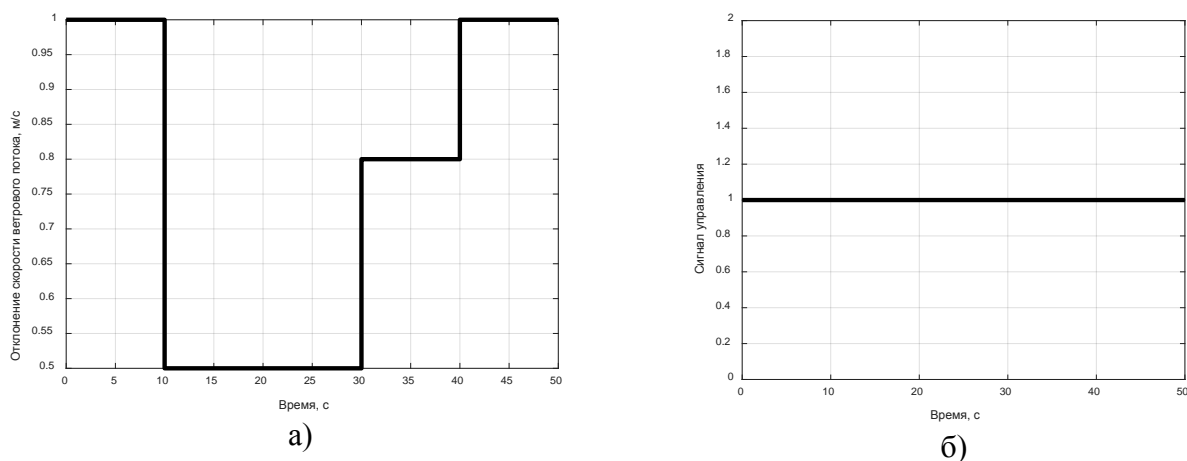 1
0.95
0.9
0.85
0.8
0.75
0.7
0.65
0.6
0.55
0.5
Отклонение скорости ветрового потока, м/с
0 5 10 15 20 25 30 35 40 45 50
Время, с
а)
2
1.8
1.6
1.4
1.2
1
0.8
0.6
0.4
0.2
0
Сигнал управления
0 10 20 30 40 50
Время, с
б)